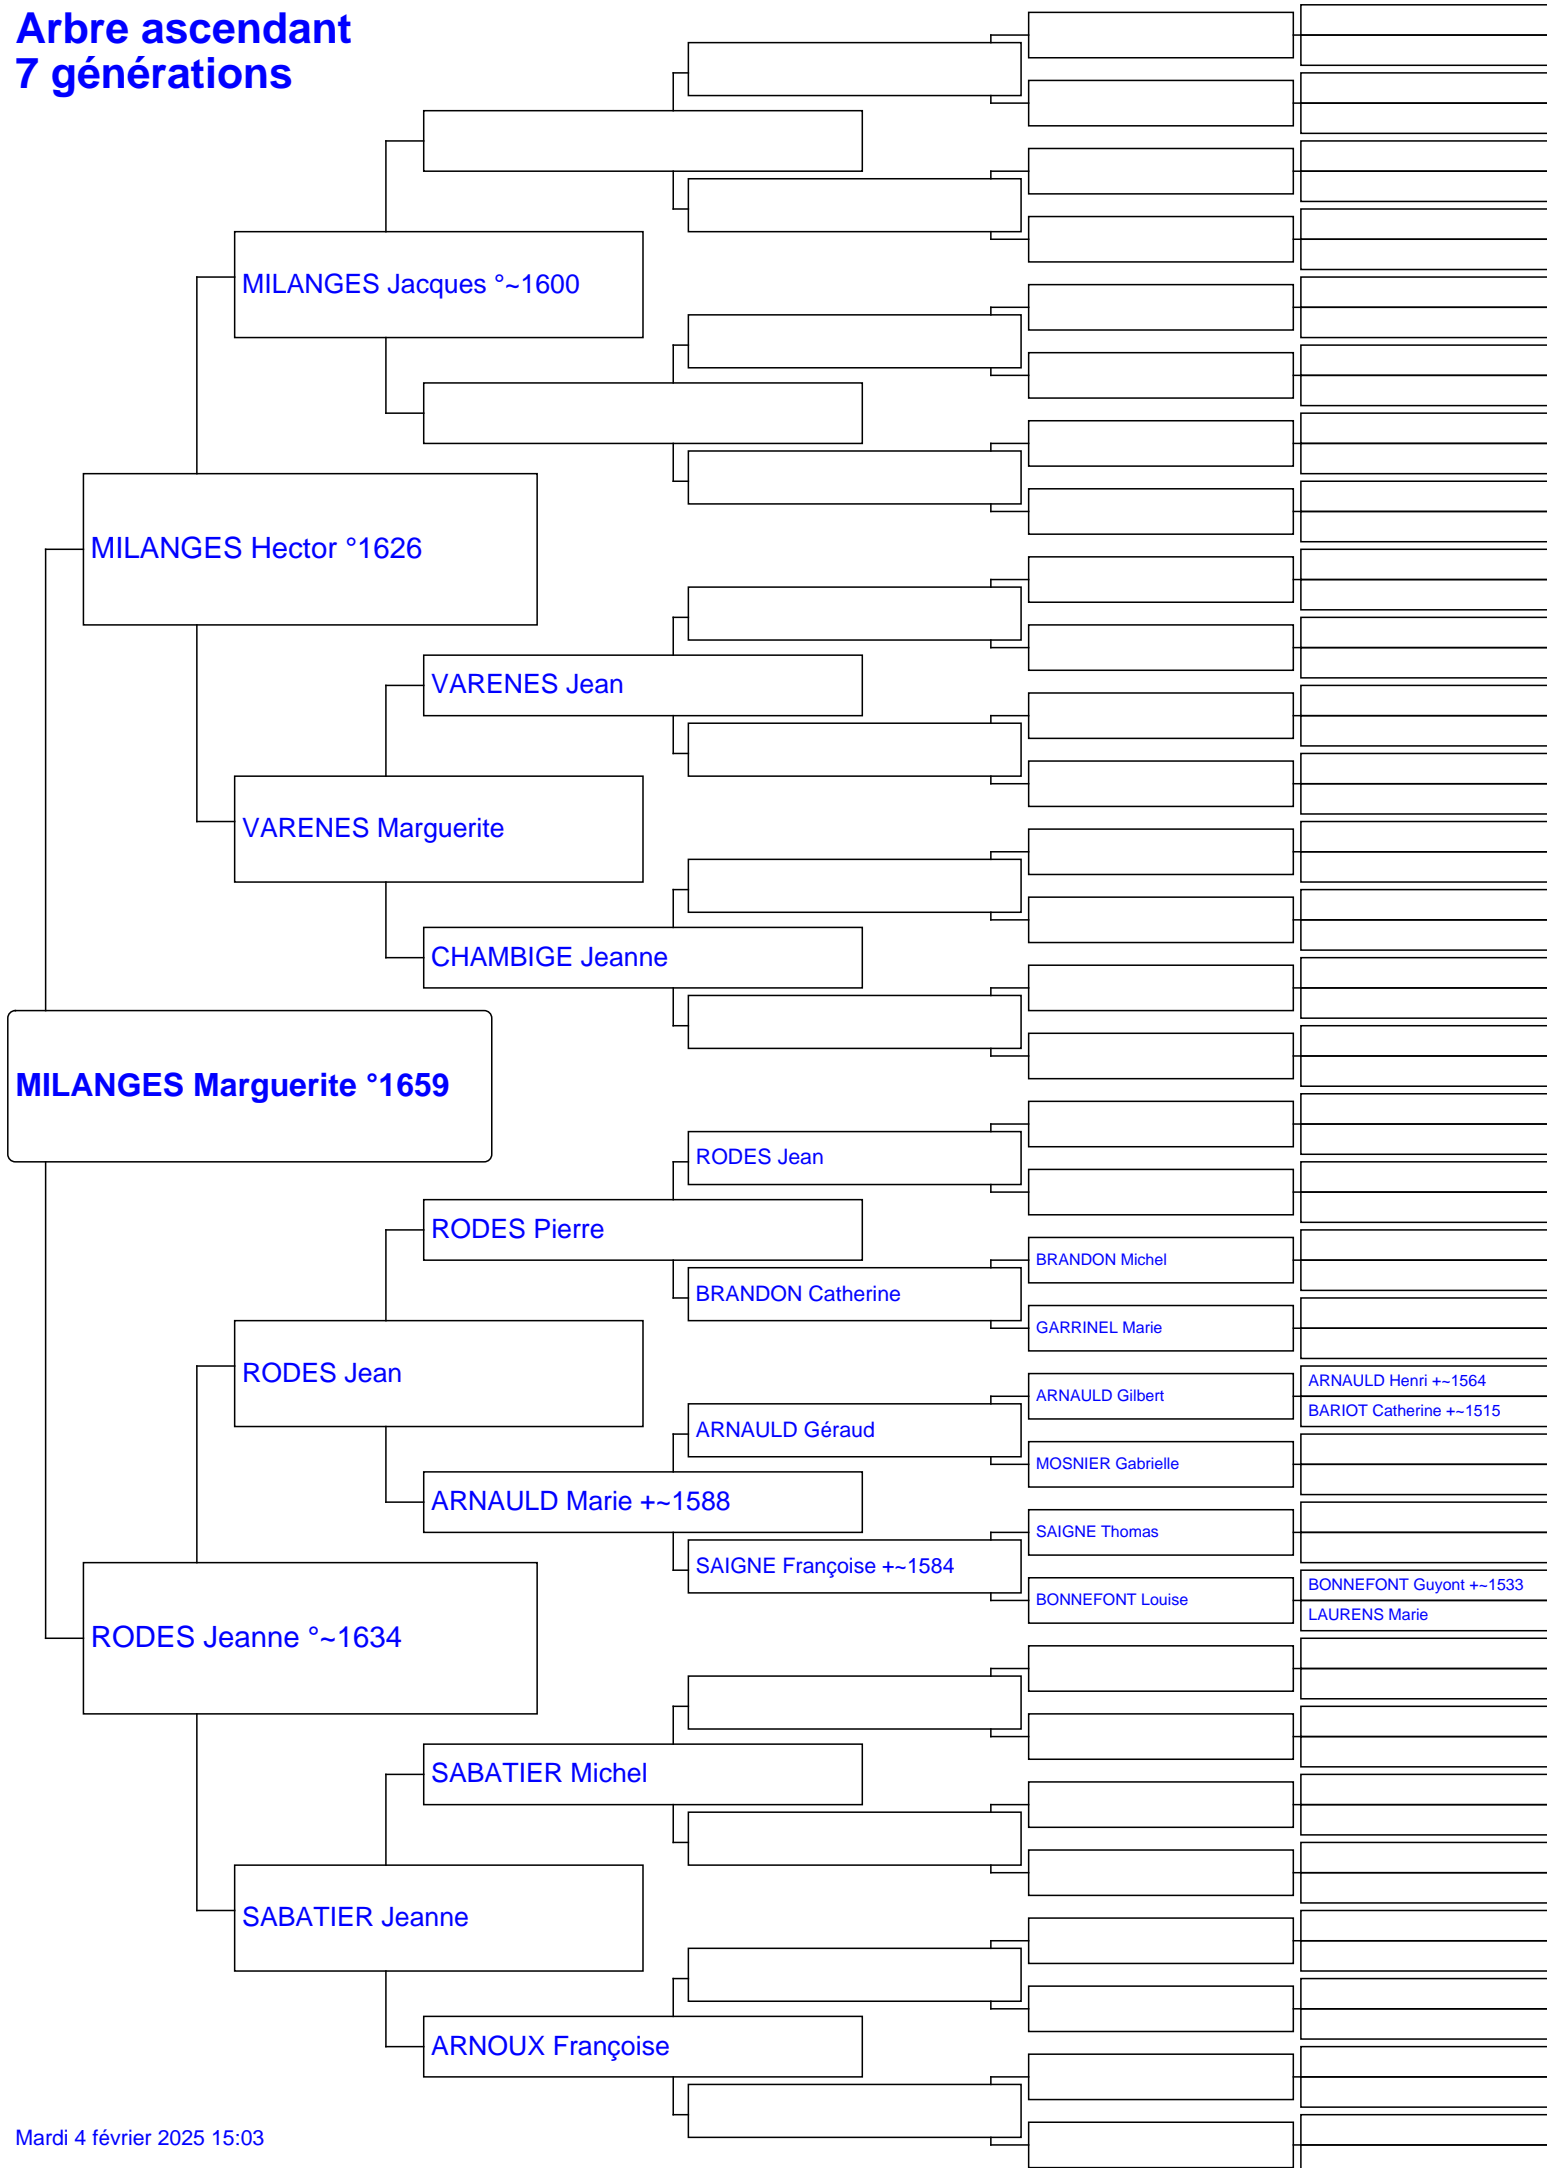 Arbre ascendant
7 générations
MILANGES Jacques °~1600
MILANGES Hector °1626
VARENES Jean
VARENES Marguerite
CHAMBIGE Jeanne
MILANGES Marguerite °1659
RODES Jean
RODES Pierre
BRANDON Michel
BRANDON Catherine
GARRINEL Marie
RODES Jean
ARNAULD Henri +~1564
ARNAULD Gilbert
BARIOT Catherine +~1515
ARNAULD Géraud
MOSNIER Gabrielle
ARNAULD Marie +~1588
SAIGNE Thomas
SAIGNE Françoise +~1584
BONNEFONT Guyont +~1533
BONNEFONT Louise
LAURENS Marie
RODES Jeanne °~1634
SABATIER Michel
SABATIER Jeanne
ARNOUX Françoise
Mardi 4 février 2025 15:03